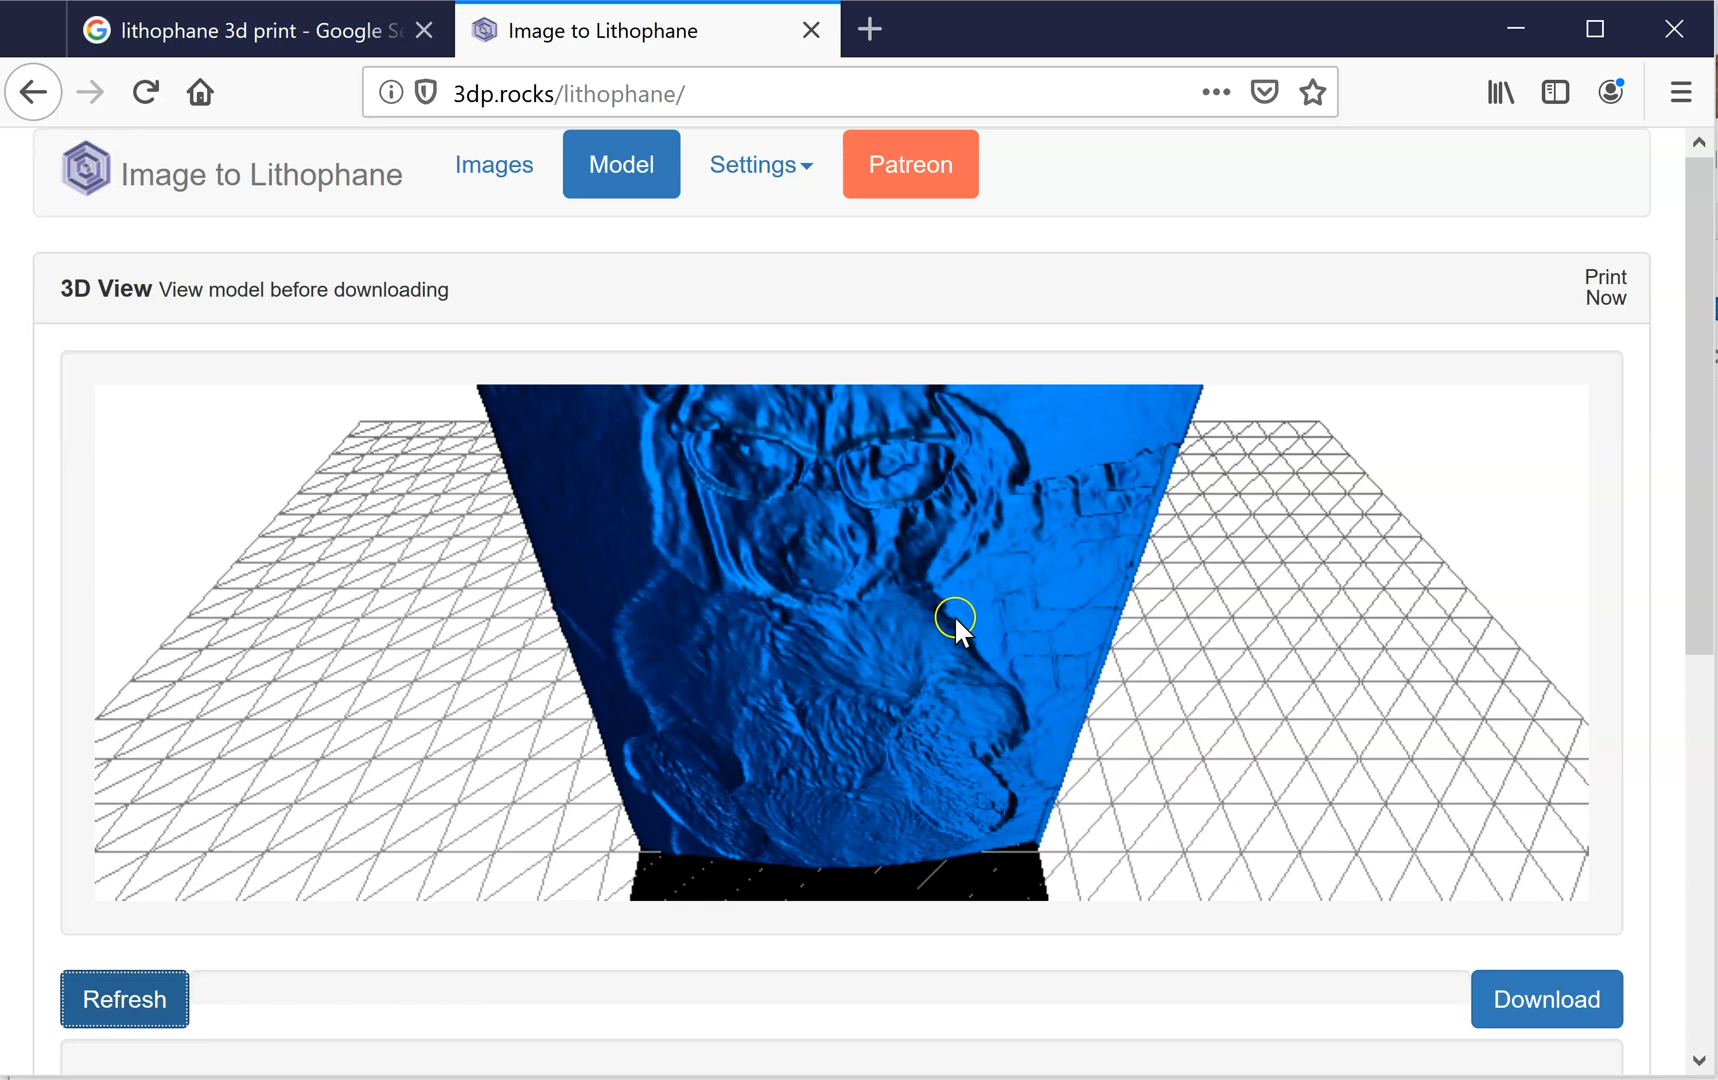 lithophane 3d print - Google Se
Image to Lithophane
3dp.rocks/lithophane/
Image to Lithophane
Images
Model
Settings
Patreon
3D View View model before downloading
Print
Now
Refresh
Download